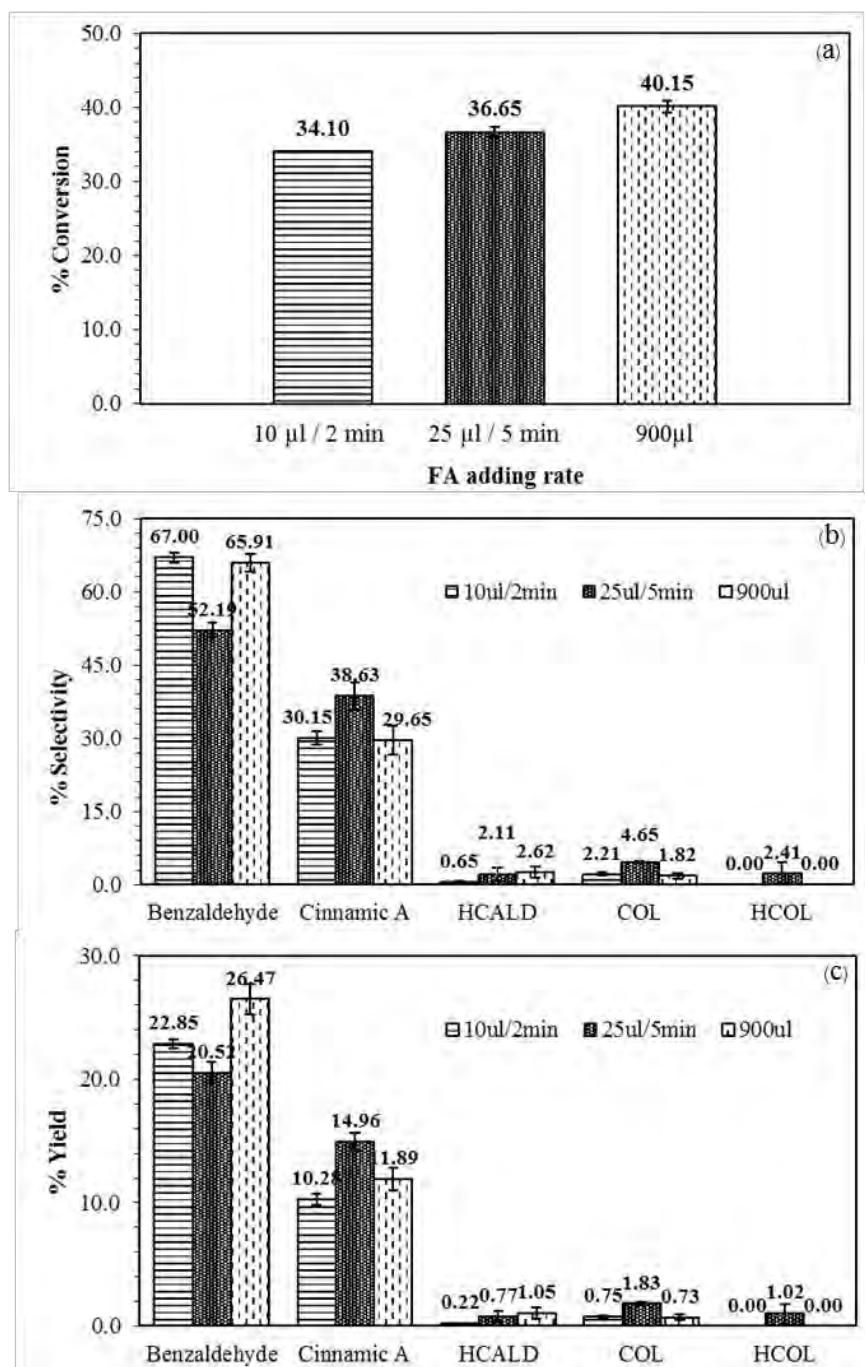 (a)
50.0
40.0
30.0
20.0
10.0
0.0
% Conversion
34.10
36.65
40.15
10 µl / 2 min
25 µl / 5 min
900µl
FA adding rate
(b)
75.0
60.0
45.0
30.0
15.0
0.0
% Selectivity
10ul/2min 25ul/5min 900ul
67.00 52.19 65.91
30.15 38.63 29.65
0.65 2.11 2.62
2.21 4.65 1.82
0.00 2.41 0.00
Benzaldehyde Cinnamic A HCALD COL HCOL
(c)
30.0
20.0
10.0
0.0
% Yield
10ul/2min 25ul/5min 900ul
22.85 20.52 26.47
10.28 14.96 11.89
0.22 0.77 1.05
0.75 1.83 0.73
0.00 1.02 0.00
Benzaldehyde Cinnamic A HCALD COL HCOL